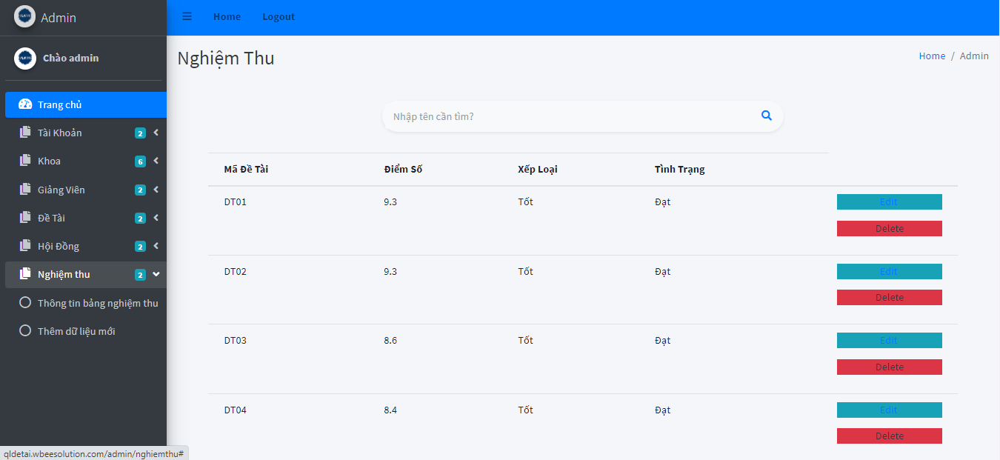 Admin
Home Logout
Chào admin
Nghiệm Thu
Home / Admin
Trang chủ
Tài Khoản 2
Khoa 6
Giảng Viên 2
Đề Tài 2
Hội Đồng 2
Nghiệm thu 2
Thông tin bảng nghiệm thu
Thêm dữ liệu mới
Nhập tên cần tìm?
Mã Đề Tài Điểm Số Xếp Loại Tình Trạng
DT01 9.3 Tốt Đạt Edit
Delete
DT02 9.3 Tốt Đạt Edit
Delete
DT03 8.6 Tốt Đạt Edit
Delete
DT04 8.4 Tốt Đạt Edit
Delete
qldetai.wbeesolution.com/admin/nghiemthu#